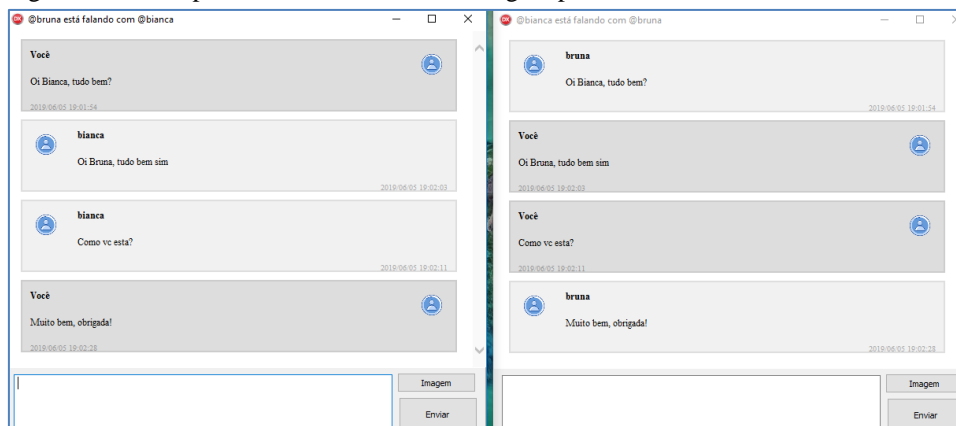 @bruna está falando com @bianca
Você
Oi Bianca, tudo bem?
2019/06/05 19:01:54
bianca
Oi Bruna, tudo bem sim
2019/06/05 19:02:03
bianca
Como vc esta?
2019/06/05 19:02:11
Você
Muito bem, obrigada!
2019/06/05 19:02:28
Imagem
Enviar
@bianca está falando com @bruna
bruna
Oi Bianca, tudo bem?
2019/06/05 19:01:54
Você
Oi Bruna, tudo bem sim
2019/06/05 19:02:03
Você
Como vc esta?
2019/06/05 19:02:11
bruna
Muito bem, obrigada!
2019/06/05 19:02:28
Imagem
Enviar